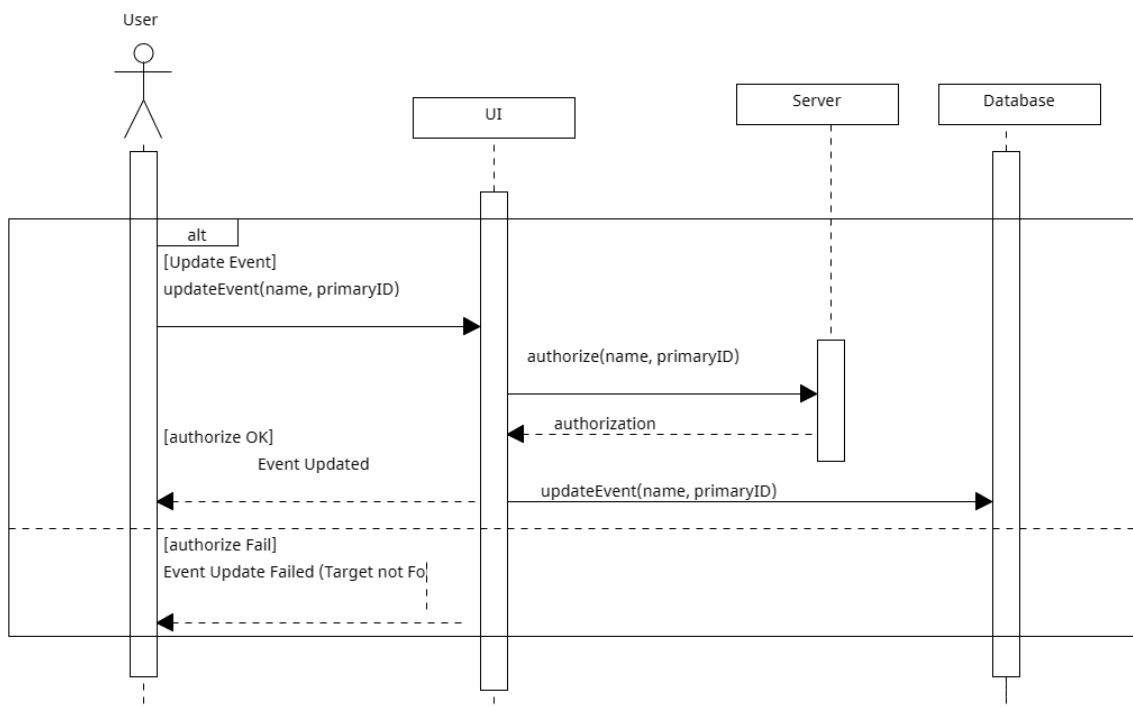 User
UI
Server
Database
alt
[Update Event]
updateEvent(name, primaryID)
authorize(name, primaryID)
authorization
[authorize OK]
Event Updated
updateEvent(name, primaryID)
[authorize Fail]
Event Update Failed (Target not Fo